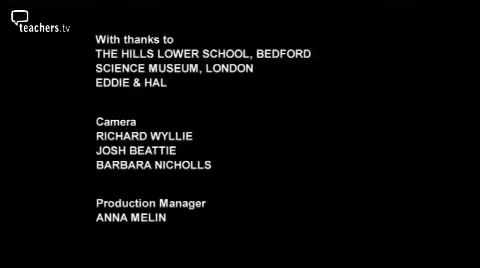 teachers.tv
With thanks to
THE HILLS LOWER SCHOOL, BEDFORD
SCIENCE MUSEUM, LONDON
EDDIE & HAL
Camera
RICHARD WYLLIE
JOSH BEATTIE
BARBARA NICHOLLS
Production Manager
ANNA MELIN